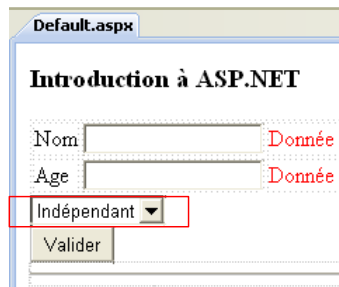 Default.aspx
Introduction à ASP.NET
Nom Donnée
Age Donnée
Indépendant
Valider